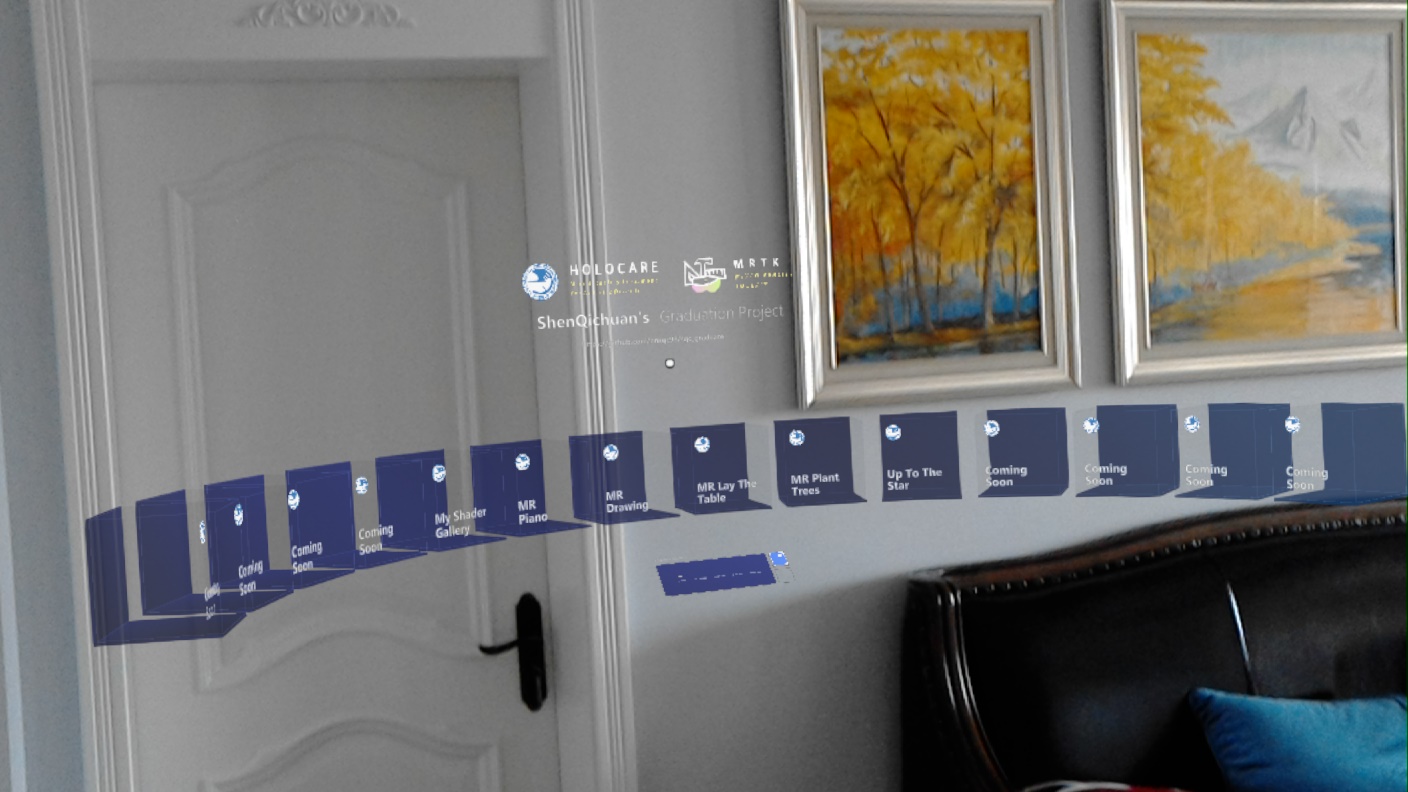 HOLOCARE
MRTK
ShenQichuan's Graduation Project
Coming
Soon
Coming
Soon
Coming
Soon
My Shader
Gallery
MR
Piano
MR
Drawing
MR Lay The
Table
MR Plant
Trees
Up To The
Star
Coming
Soon
Coming
Soon
Coming
Soon
Coming
Soon